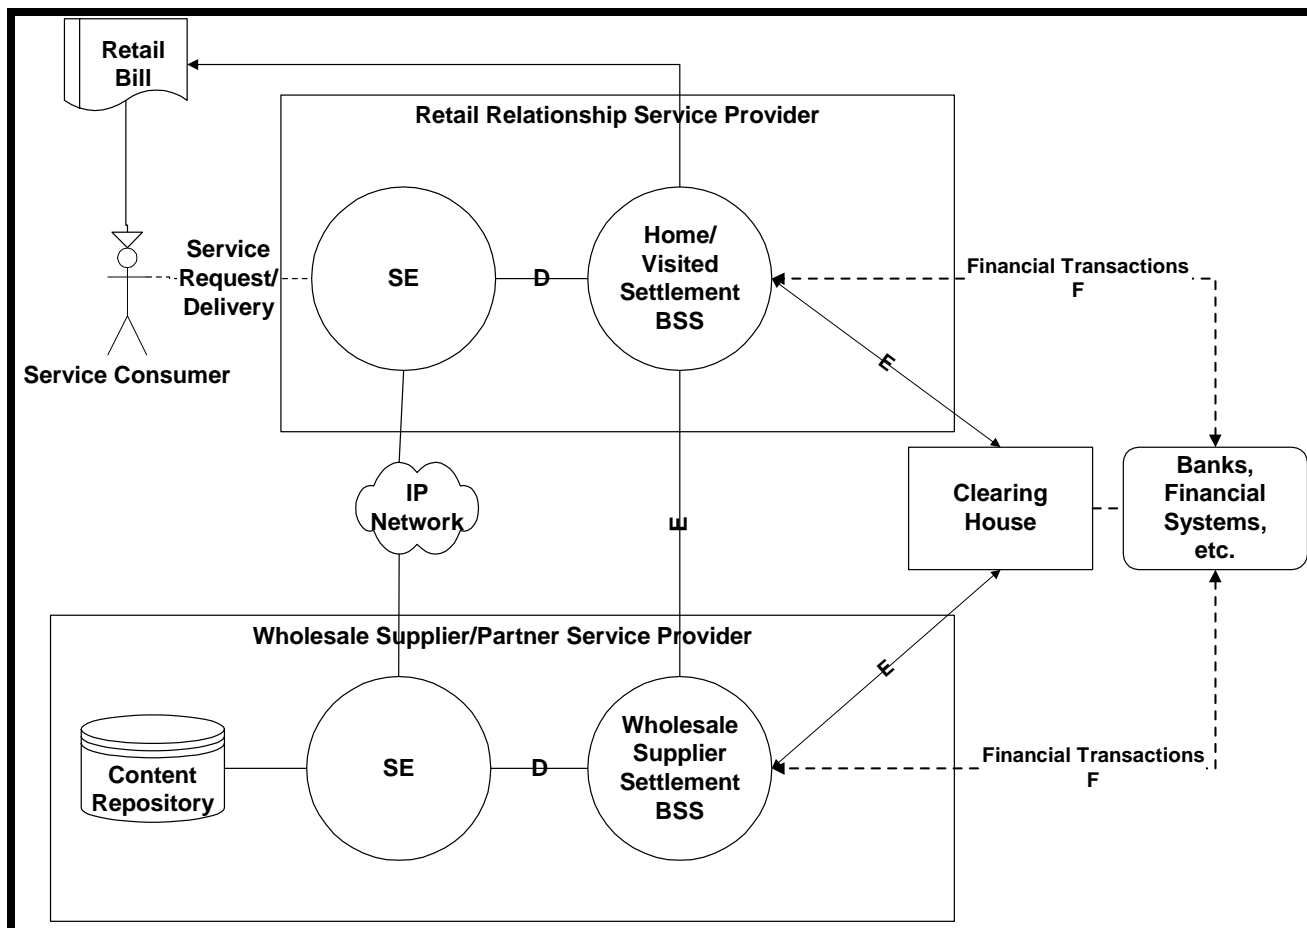 Retail
Bill
Retail Relationship Service Provider
Service
Request/
Delivery
Service Consumer
SE
D
Home/
Visited
Settlement
BSS
Financial Transactions
F
E
IP
Network
E
Clearing
House
Banks,
Financial
Systems,
etc.
Wholesale Supplier/Partner Service Provider
E
Content
Repository
SE
D
Wholesale
Supplier
Settlement
BSS
Financial Transactions
F